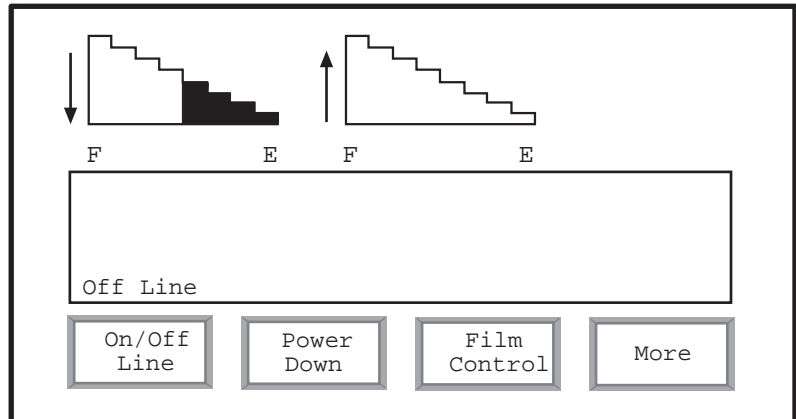 F E F E
Off Line
On/Off Line
Power Down
Film Control
More